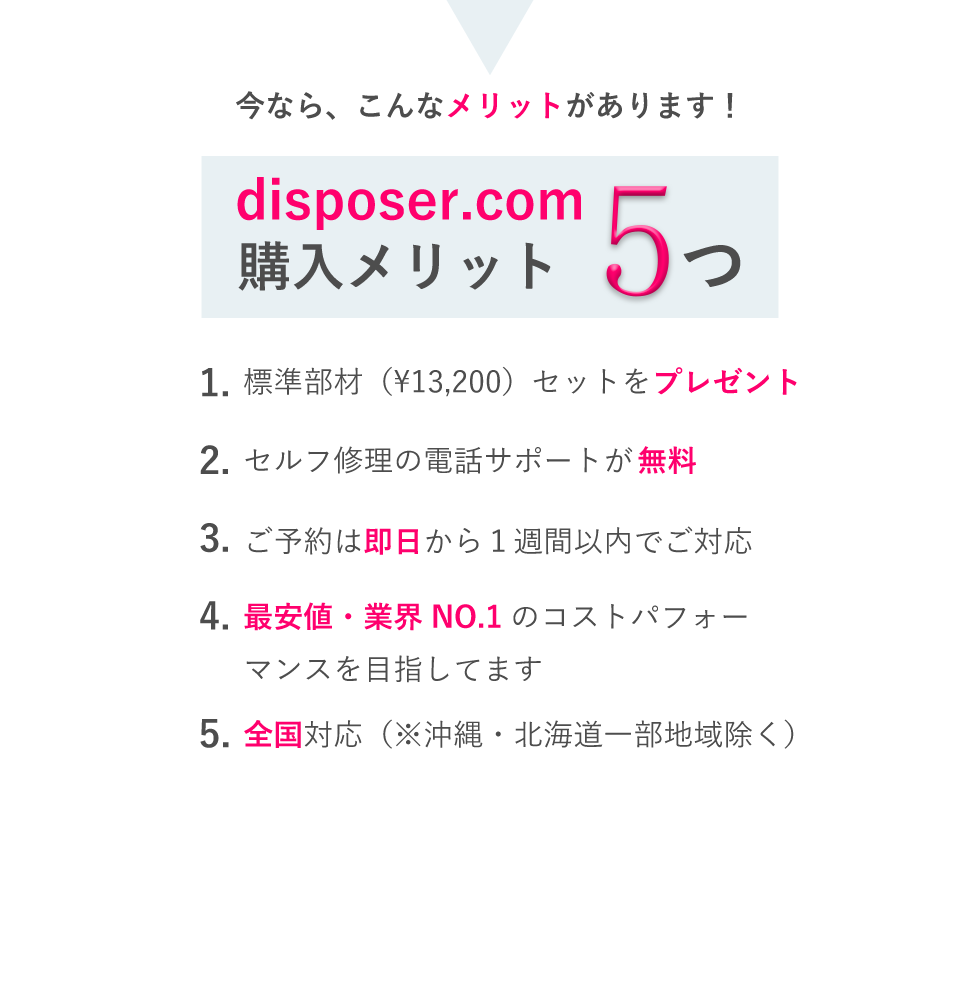 今なら、こんなメリットがあります！
disposer.com
購入メリット 5つ
1. 標準部材（¥13,200）セットをプレゼント
2. セルフ修理の電話サポートが無料
3. ご予約は即日から１週間以内でご対応
4. 最安値・業界 NO.1 のコストパフォー
マンスを目指してます
5. 全国対応（※沖縄・北海道一部地域除く）